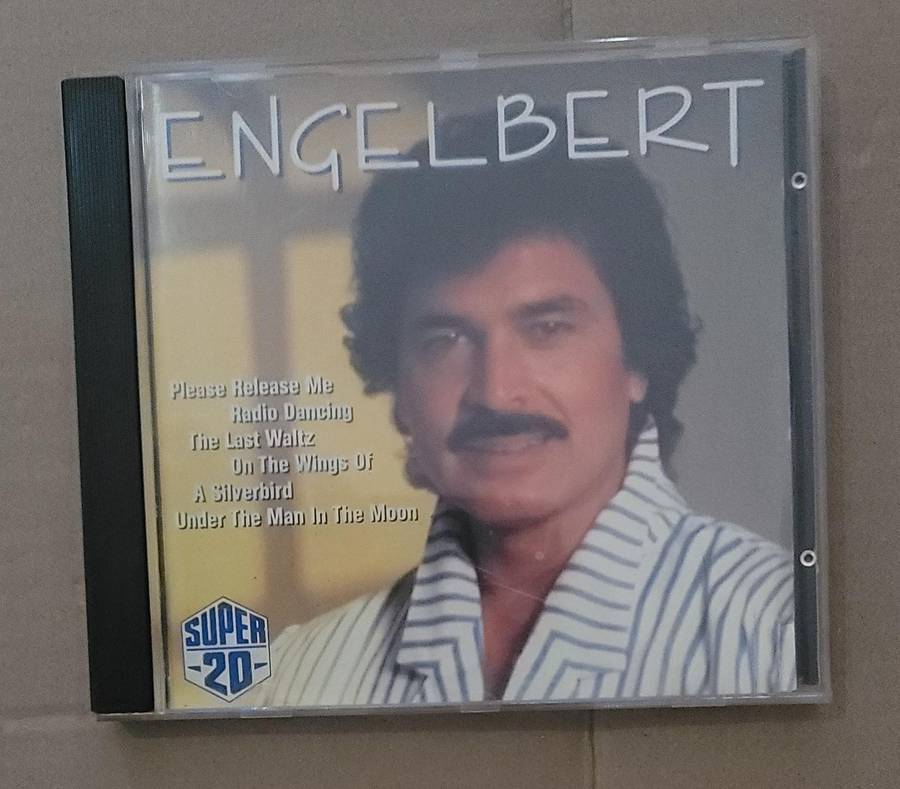 ENGELBERT
Please Release Me
Radio Dancing
The Last Waltz
On The Wings Of
A Silverbird
Under The Man In The Moon
SUPER
-20-